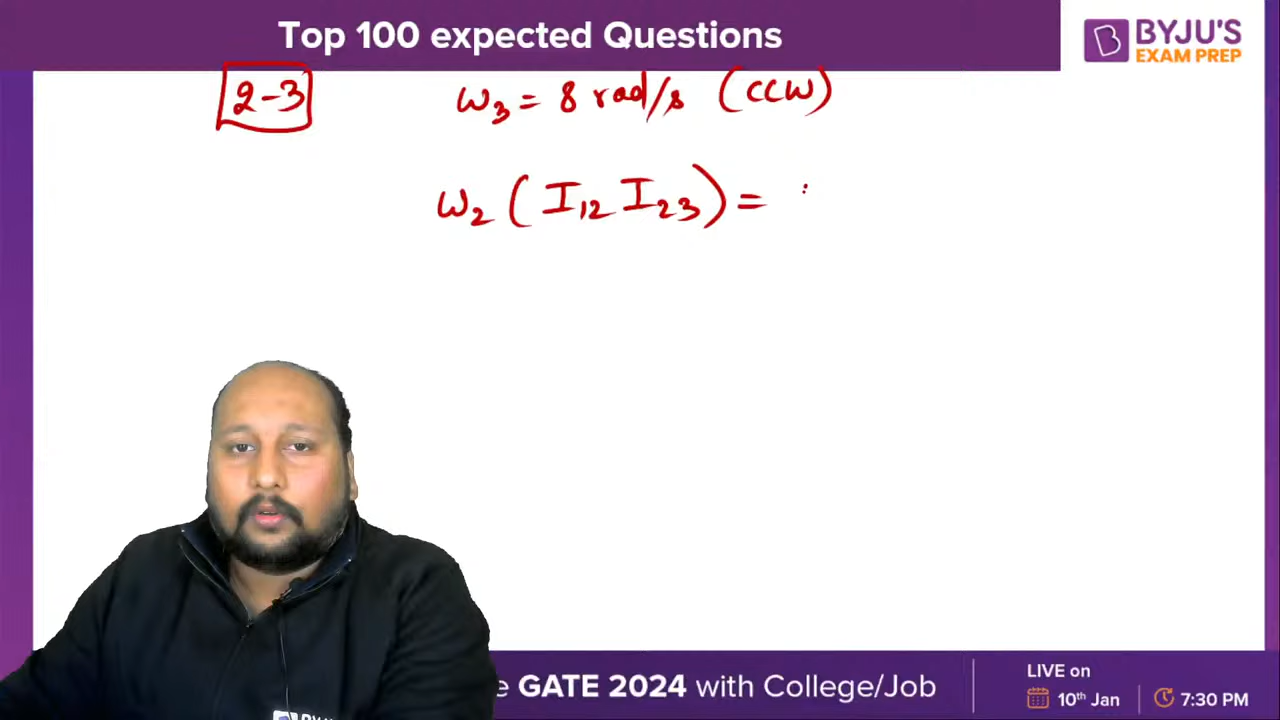 Top 100 expected Questions
BYJU'S
EXAM PREP
2-3
ω₃ = 8 rad/s (CCW)
ω₂ (I₁₂ I₂₃) =
e GATE 2024 with College/Job
LIVE on
10th Jan
7:30 PM